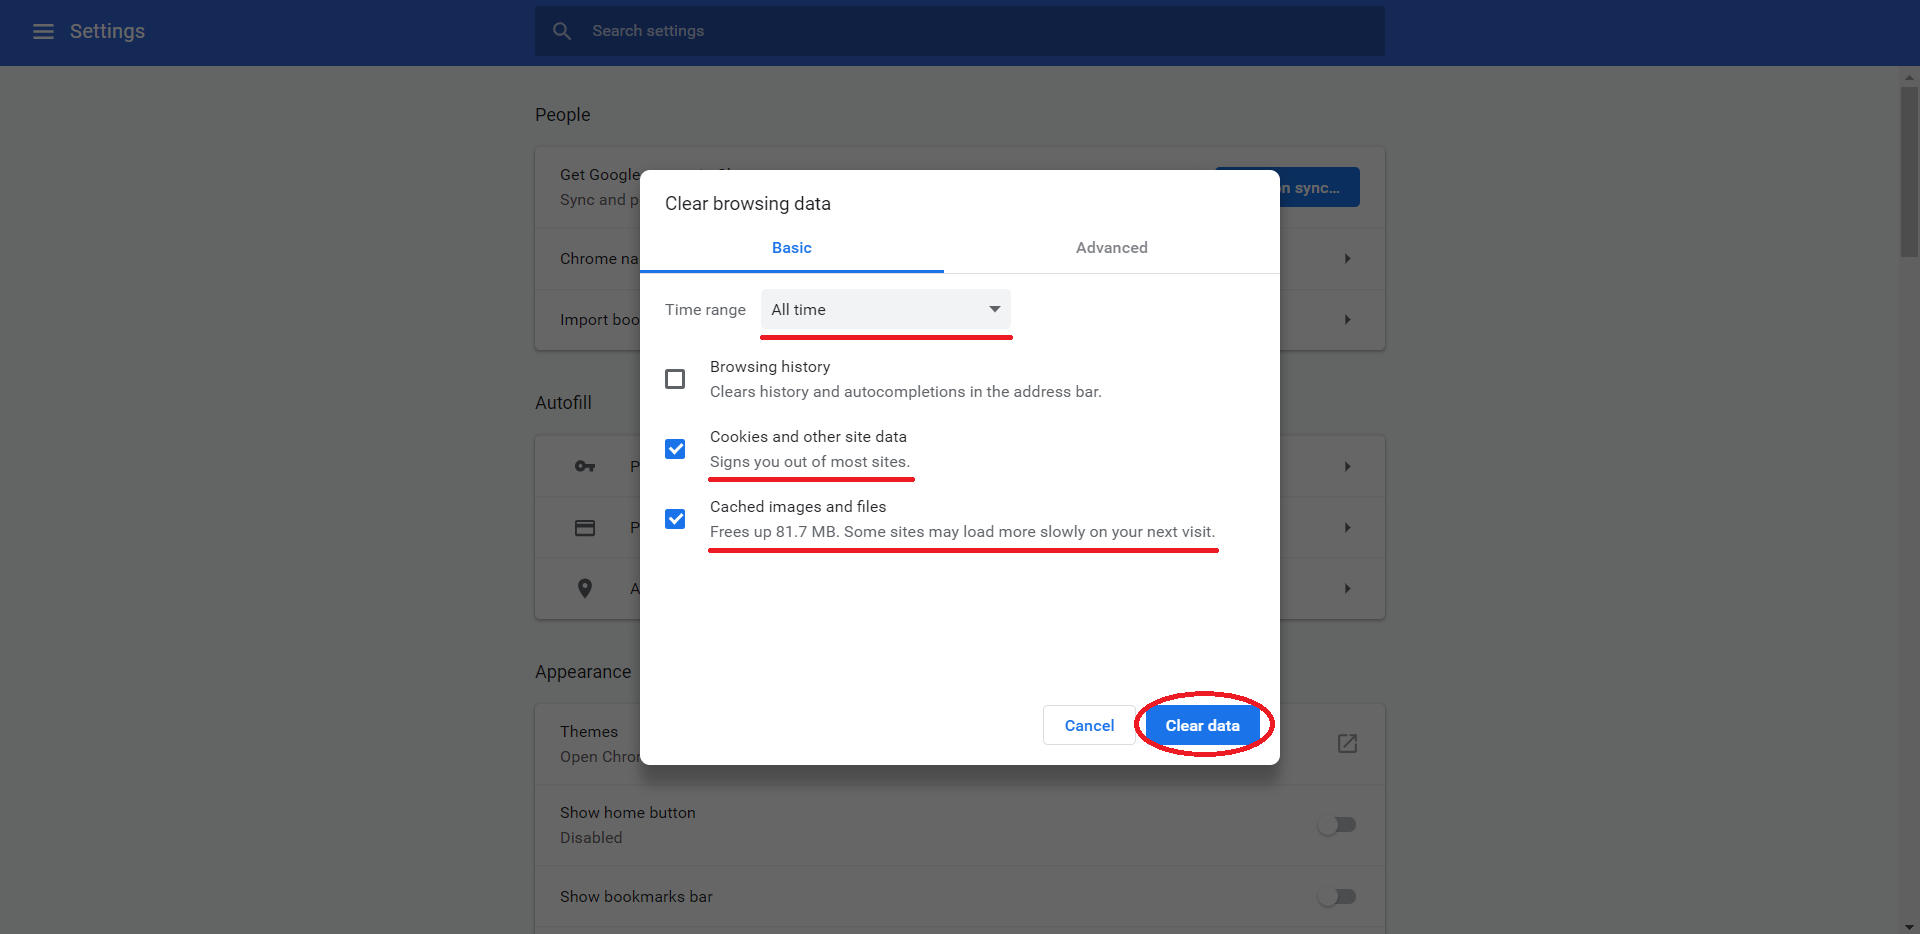 Settings
Search settings
People
Get Google
Sync and p
on sync...
Chrome na
Import boo
Clear browsing data
Basic
Advanced
Time range
All time
Browsing history
Clears history and autocompletions in the address bar.
Cookies and other site data
Signs you out of most sites.
Cached images and files
Frees up 81.7 MB. Some sites may load more slowly on your next visit.
Cancel
Clear data
Autofill
P
P
A
Appearance
Themes
Open Chror
Show home button
Disabled
Show bookmarks bar